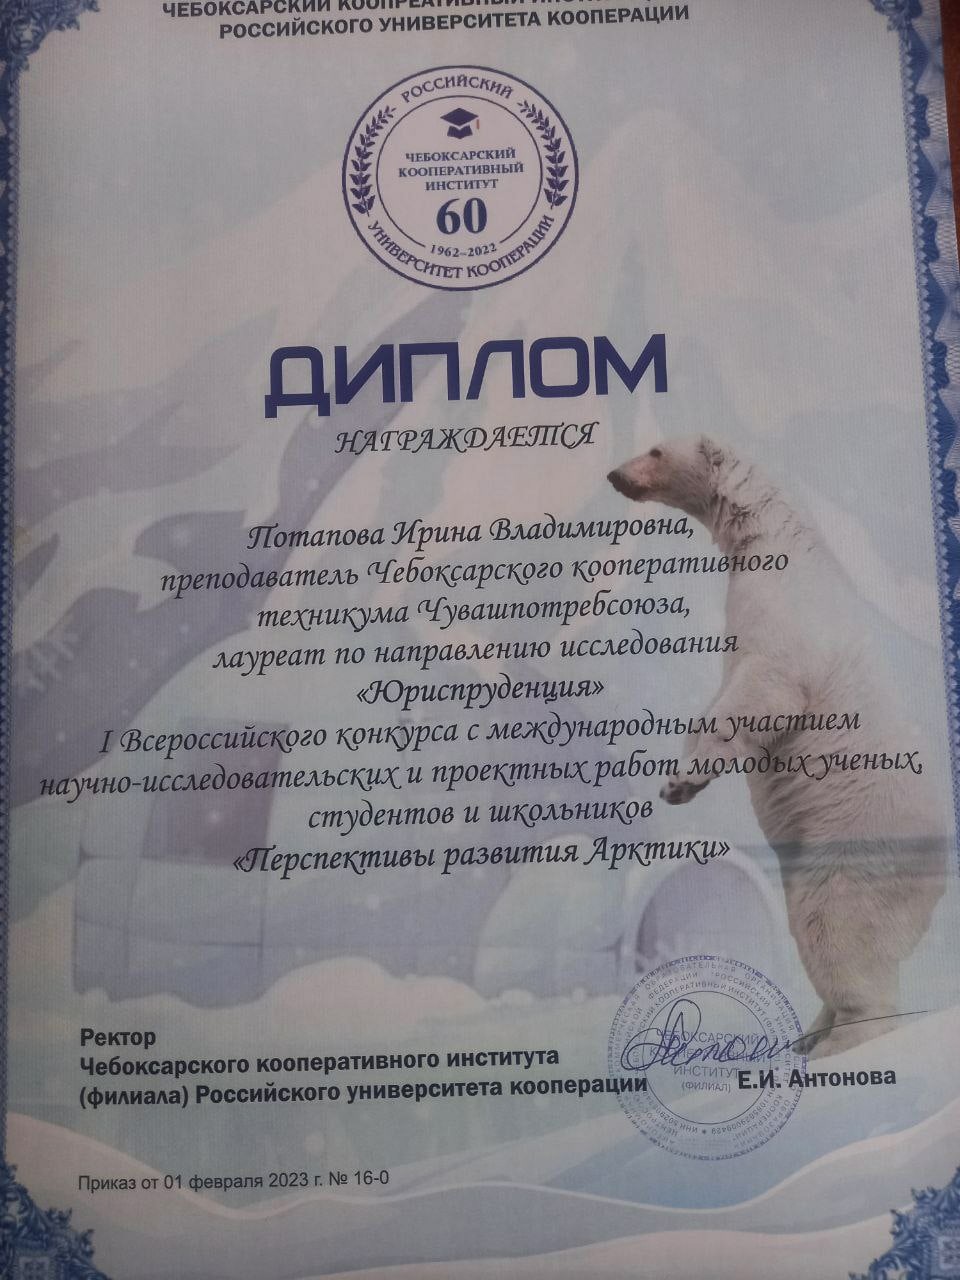 ЧЕБОКСАРСКИЙ КООПЕРАТИВНЫЙ
РОССИЙСКОГО УНИВЕРСИТЕТА КООПЕРАЦИИ
РОССИЙСКИЙ
ЧЕБОКСАРСКИЙ
КООПЕРАТИВНЫЙ
ИНСТИТУТ
60
1962–2022
УНИВЕРСИТЕТ КООПЕРАЦИИ
ДИПЛОМ
НАГРАЖДАЕТСЯ
Потапова Ирина Владимировна,
преподаватель Чебоксарского кооперативного
техникума Чувашпотребсоюза,
лауреат по направлению исследования
«Юриспруденция»
I Всероссийского конкурса с международным участием
научно-исследовательских и проектных работ молодых ученых,
студентов и школьников
«Перспективы развития Арктики»
Ректор
Чебоксарского кооперативного института
(филиала) Российского университета кооперации
Е.И. Антонова
ЧЕБОКСАРСКИЙ
ИНСТИТУТ
(ФИЛИАЛ)
Приказ от 01 февраля 2023 г. № 16-0